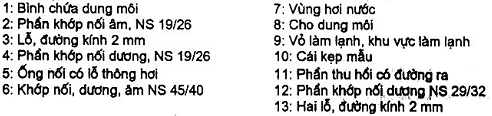 1: Bình chứa dung môi
2: Phần khớp nối âm, NS 19/26
3: Lỗ, đường kính 2 mm
4: Phần khớp nối dương, NS 19/26
5: Ống nối có lỗ thông hơi
6: Khớp nối, dương, âm NS 45/40
7: Vùng hơi nước
8: Cho dung môi
9: Vỏ làm lạnh, khu vực làm lạnh
10: Cái kẹp mẫu
11: Phần thu hồi có đường ra
12: Phần khớp nối dương NS 29/32
13: Hai lỗ, đường kính 2 mm